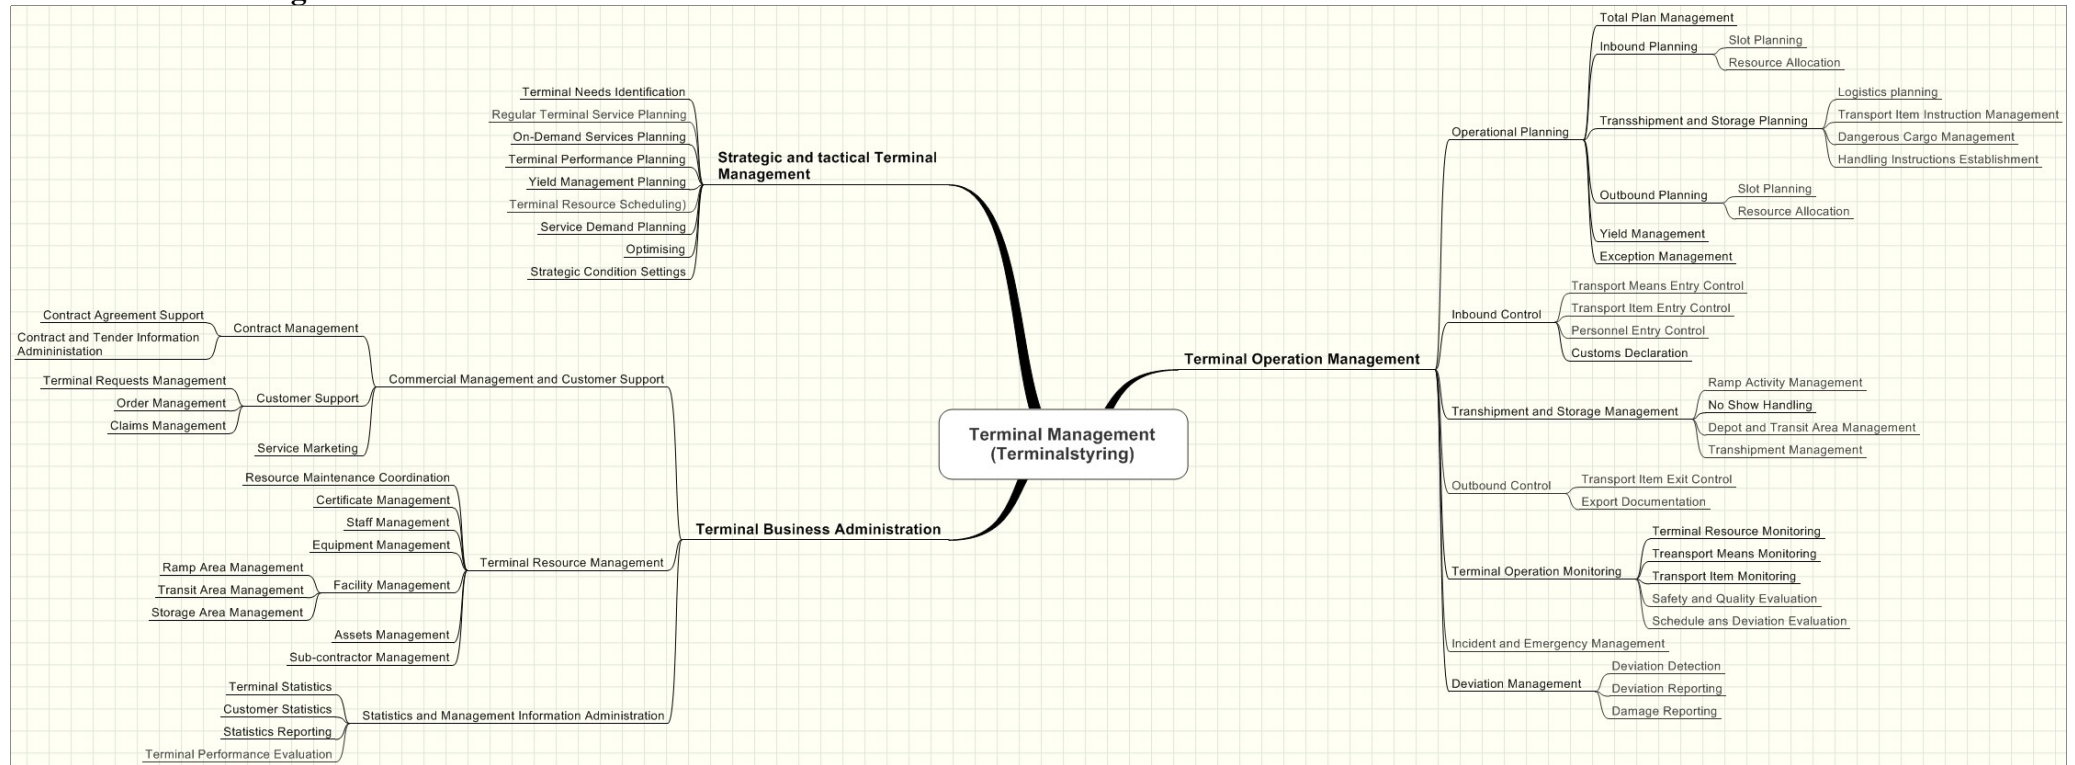 Terminal Management
(Terminalstyring)
Strategic and tactical Terminal
Management
Terminal Needs Identification
Regular Terminal Service Planning
On-Demand Services Planning
Terminal Performance Planning
Yield Management Planning
Terminal Resource Scheduling)
Service Demand Planning
Optimising
Strategic Condition Settings
Terminal Business Administration
Commercial Management and Customer Support
Contract Management
Contract Agreement Support
Contract and Tender Information
Admininistation
Customer Support
Terminal Requests Management
Order Management
Claims Management
Service Marketing
Terminal Resource Management
Resource Maintenance Coordination
Certificate Management
Staff Management
Equipment Management
Facility Management
Ramp Area Management
Transit Area Management
Storage Area Management
Assets Management
Sub-contractor Management
Statistics and Management Information Administration
Terminal Statistics
Customer Statistics
Statistics Reporting
Terminal Performance Evaluation
Terminal Operation Management
Operational Planning
Total Plan Management
Inbound Planning
Slot Planning
Resource Allocation
Transshipment and Storage Planning
Logistics planning
Transport Item Instruction Management
Dangerous Cargo Management
Handling Instructions Establishment
Outbound Planning
Slot Planning
Resource Allocation
Yield Management
Exception Management
Inbound Control
Transport Means Entry Control
Transport Item Entry Control
Personnel Entry Control
Customs Declaration
Transhipment and Storage Management
Ramp Activity Management
No Show Handling
Depot and Transit Area Management
Transhipment Management
Outbound Control
Transport Item Exit Control
Export Documentation
Terminal Operation Monitoring
Terminal Resource Monitoring
Treansport Means Monitoring
Transport Item Monitoring
Safety and Quality Evaluation
Schedule ans Deviation Evaluation
Incident and Emergency Management
Deviation Management
Deviation Detection
Deviation Reporting
Damage Reporting